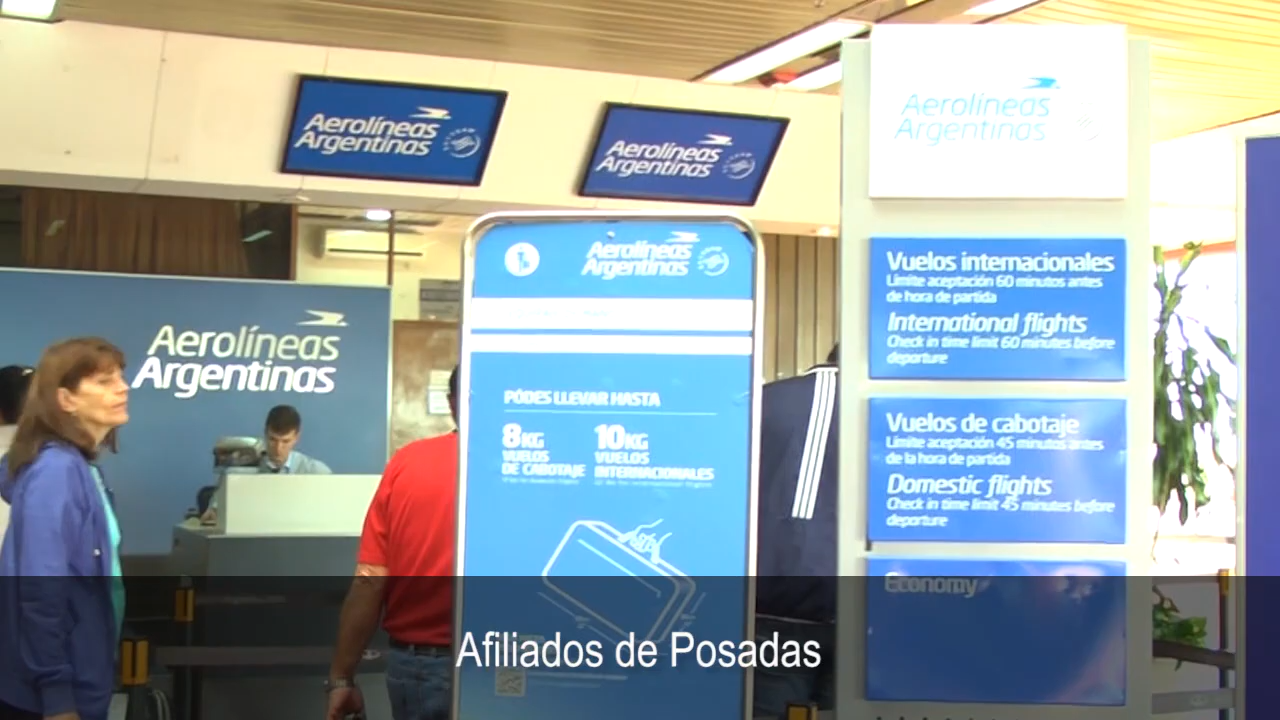 Aerolíneas
Argentinas
Aerolíneas
Argentinas
Aerolíneas
Argentinas
Aerolíneas
Argentinas
Aerolíneas
Argentinas
PODÉS LLEVAR HASTA
8KG
VUELOS
DE CABOTAJE
10KG
VUELOS
INTERNACIONALES
Vuelos internacionales
Límite aceptación 60 minutos antes
de hora de partida
International flights
Check in time limit 60 minutes before
departure
Vuelos de cabotaje
Límite aceptación 45 minutos antes
de la hora de partida
Domestic flights
Check in time limit 45 minutes before
departure
Economy
Afiliados de Posadas